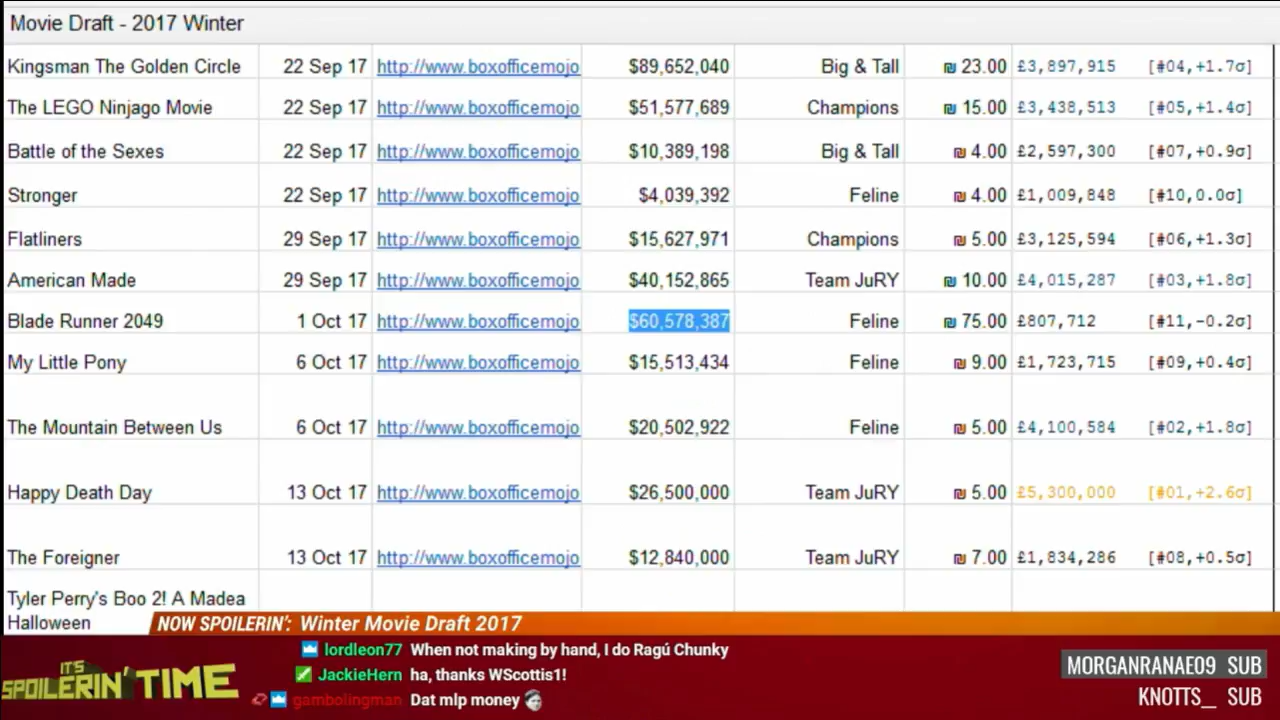 Movie Draft - 2017 Winter
Kingsman The Golden Circle 22 Sep 17 http://www.boxofficemojo $89,652,040 Big & Tall ₪ 23.00 £3,897,915 [#04,+1.7σ]
The LEGO Ninjago Movie 22 Sep 17 http://www.boxofficemojo $51,577,689 Champions ₪ 15.00 £3,438,513 [#05,+1.4σ]
Battle of the Sexes 22 Sep 17 http://www.boxofficemojo $10,389,198 Big & Tall ₪ 4.00 £2,597,300 [#07,+0.9σ]
Stronger 22 Sep 17 http://www.boxofficemojo $4,039,392 Feline ₪ 4.00 £1,009,848 [#10,0.0σ]
Flatliners 29 Sep 17 http://www.boxofficemojo $15,627,971 Champions ₪ 5.00 £3,125,594 [#06,+1.3σ]
American Made 29 Sep 17 http://www.boxofficemojo $40,152,865 Team JuRY ₪ 10.00 £4,015,287 [#03,+1.8σ]
Blade Runner 2049 1 Oct 17 http://www.boxofficemojo $60,578,387 Feline ₪ 75.00 £807,712 [#11,-0.2σ]
My Little Pony 6 Oct 17 http://www.boxofficemojo $15,513,434 Feline ₪ 9.00 £1,723,715 [#09,+0.4σ]
The Mountain Between Us 6 Oct 17 http://www.boxofficemojo $20,502,922 Feline ₪ 5.00 £4,100,584 [#02,+1.8σ]
Happy Death Day 13 Oct 17 http://www.boxofficemojo $26,500,000 Team JuRY ₪ 5.00 £5,300,000 [#01,+2.6σ]
The Foreigner 13 Oct 17 http://www.boxofficemojo $12,840,000 Team JuRY ₪ 7.00 £1,834,286 [#08,+0.5σ]
Tyler Perry's Boo 2! A Madea
Halloween
NOW SPOILERIN': Winter Movie Draft 2017
IT'S
SPOILERIN' TIME
lordleon77 When not making by hand, I do Ragú Chunky
JackieHern ha, thanks WScottis1!
gambolingman Dat mlp money
MORGANRANAE09 SUB
KNOTTS__ SUB